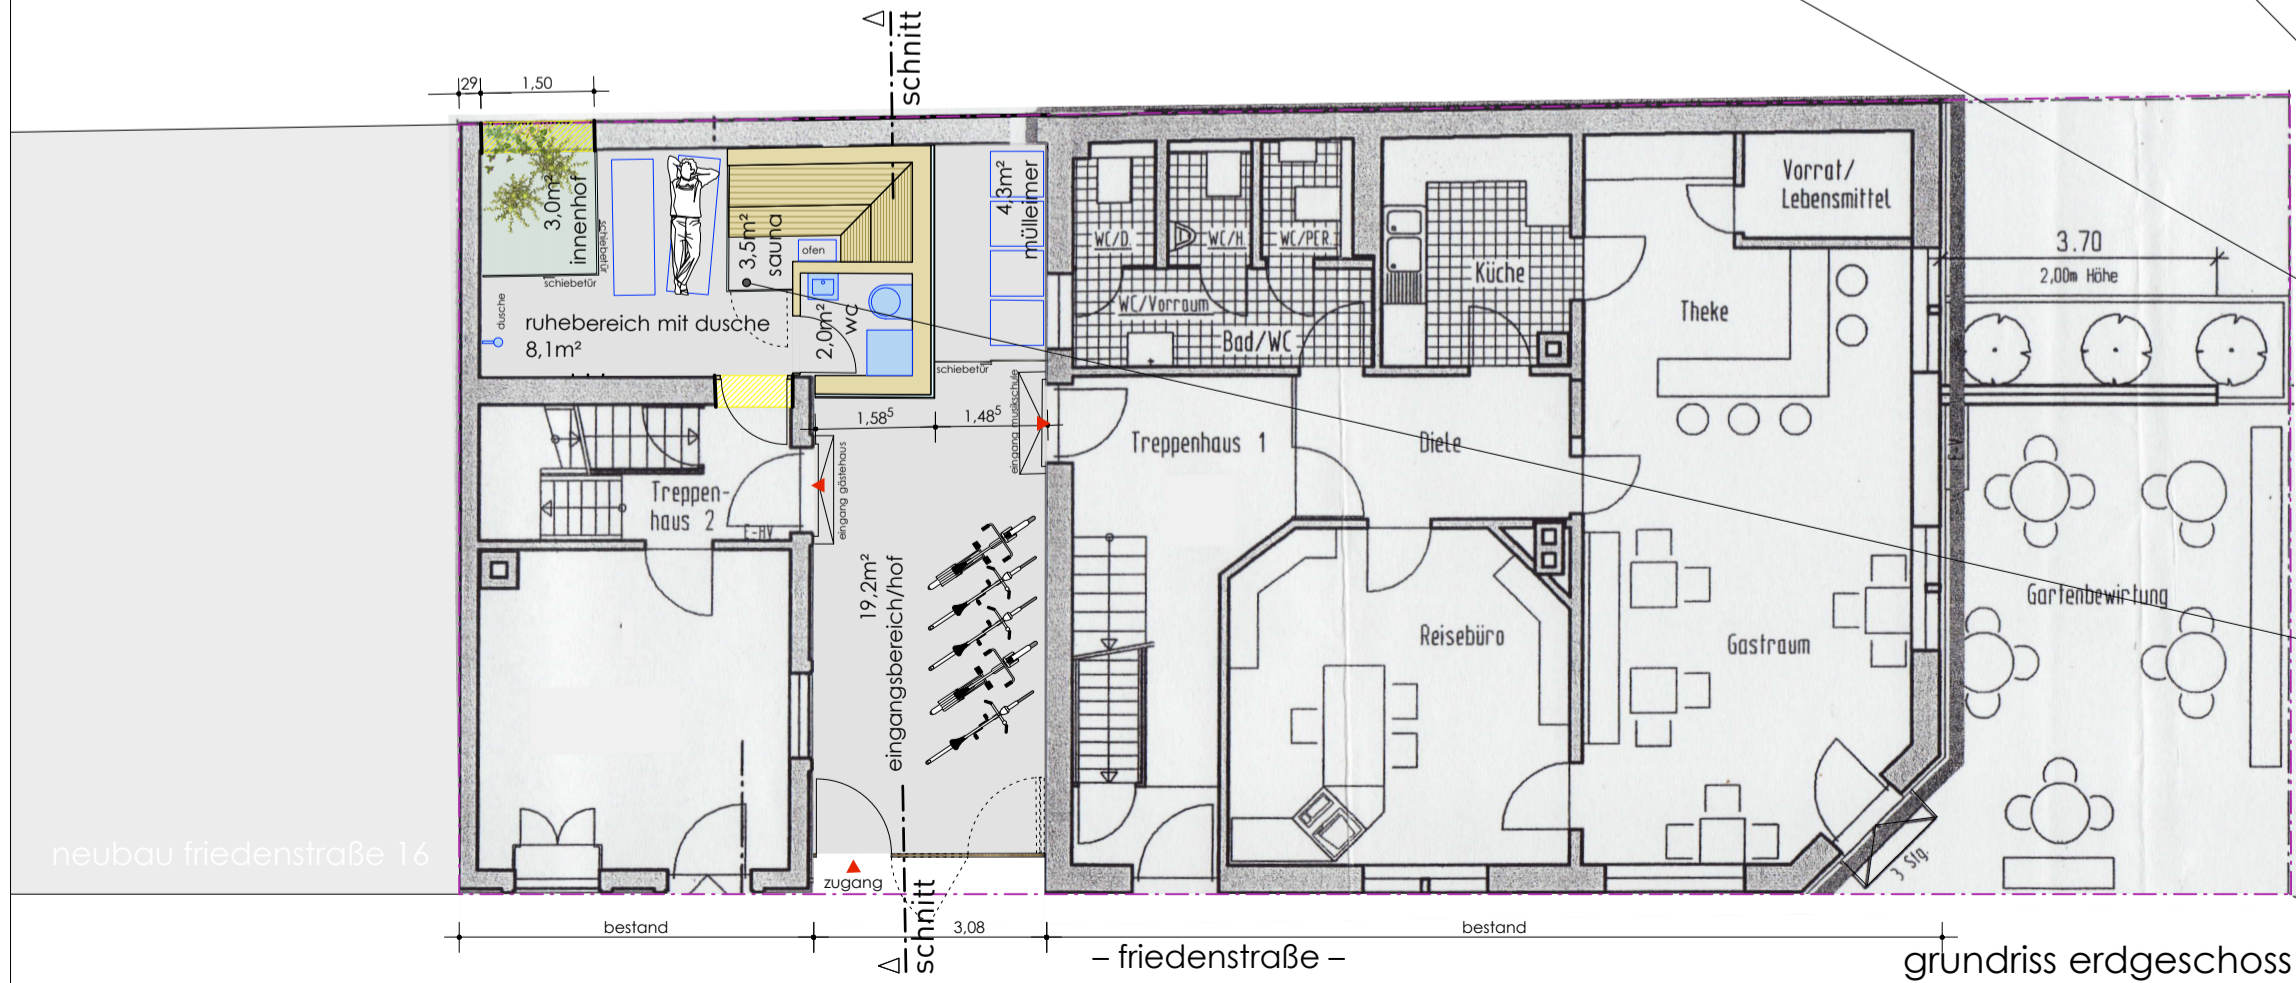 schnitt
29
1,50
3,0m²
innenhof
schiebetür
schiebetür
dusche
ruhebereich mit dusche
8,1m²
3,5m²
sauna
ofen
2,0m²
wc
4,3m²
mülleimer
schiebetür
1,58⁵
1,48⁵
eingang musikschule
eingang gästehaus
Treppen-
haus 2
E-HV
19,2m²
eingangsbereich/hof
zugang
WC/D.
WC/H.
WC/PER.
WC/Vorraum
Bad/WC
Küche
Vorrat/
Lebensmittel
Theke
3.70
2,00m Höhe
Treppenhaus 1
Diele
Reisebüro
Gastraum
Gartenbewirtung
3 Stg.
neubau friedenstraße 16
bestand
3,08
bestand
schnitt
– friedenstraße –
grundriss erdgeschoss